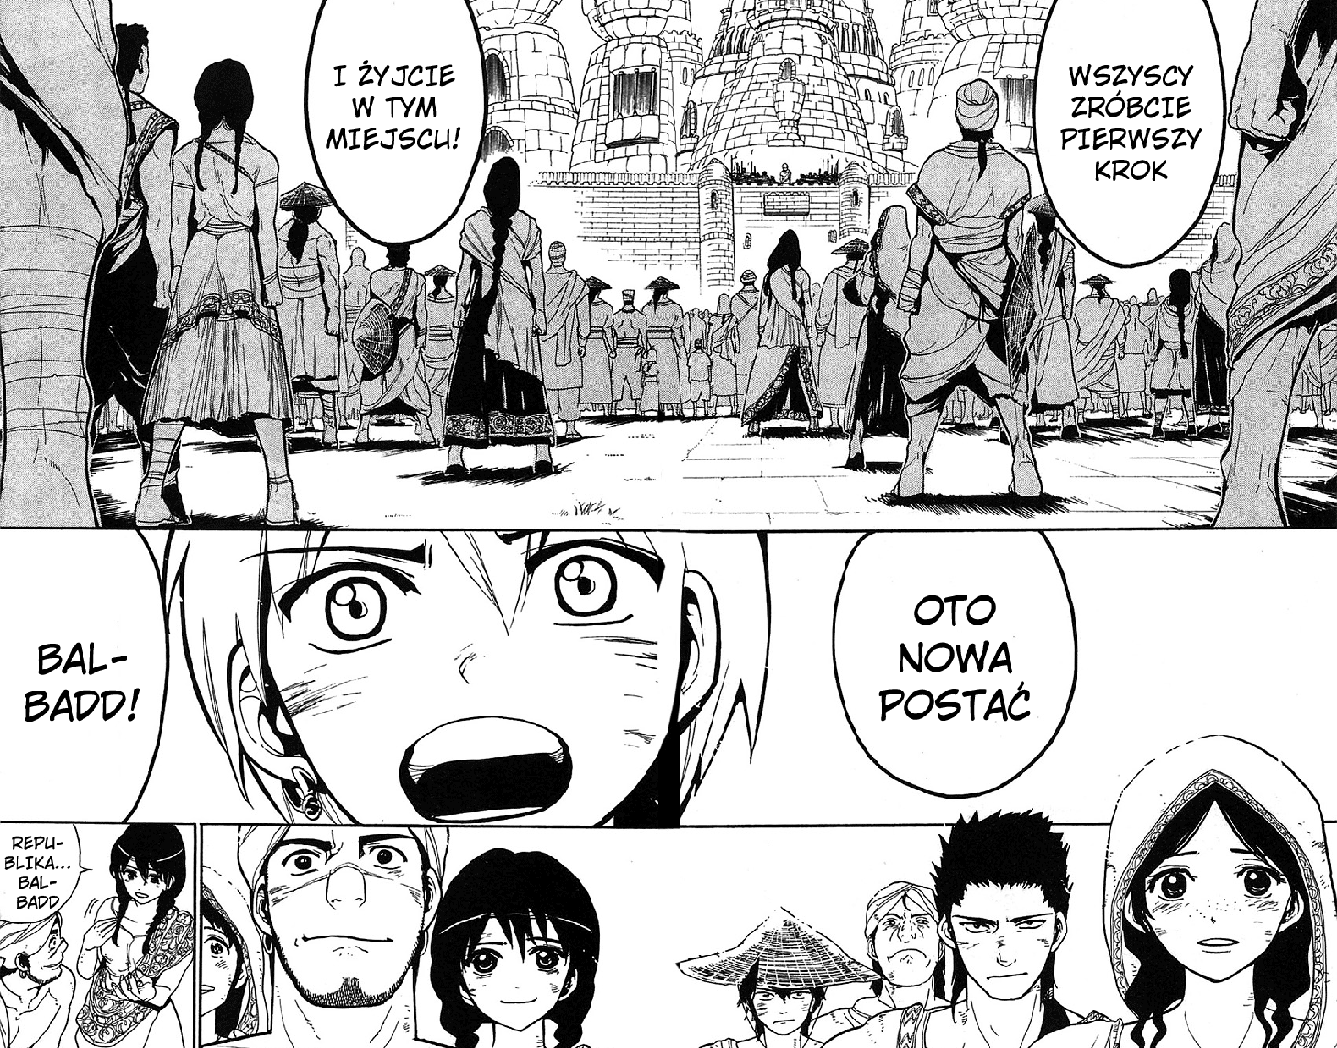 WSZYSCY
ZRÓBCIE
PIERWSZY
KROK
I ŻYJCIE
W TYM
MIEJSCU!
OTO
NOWA
POSTAĆ
BAL-
BADD!
REPU-
BLIKA...
BAL-
BADD